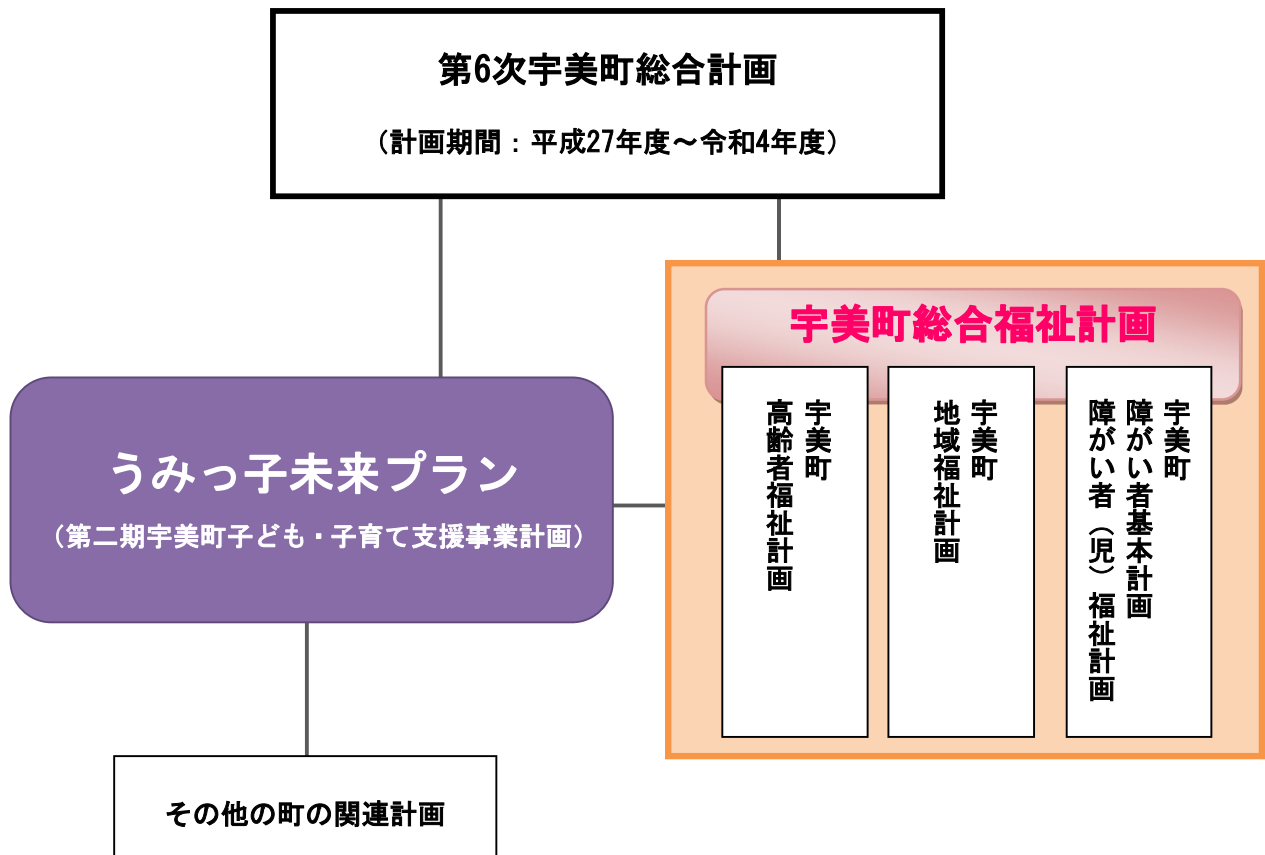 第6次宇美町総合計画
（計画期間：平成27年度～令和4年度）
宇美町総合福祉計画
うみっ子未来プラン
（第二期宇美町子ども・子育て支援事業計画）
宇美町
高齢者福祉計画
宇美町
地域福祉計画
宇美町
障がい者基本計画
障がい者（児）福祉計画
その他の町の関連計画